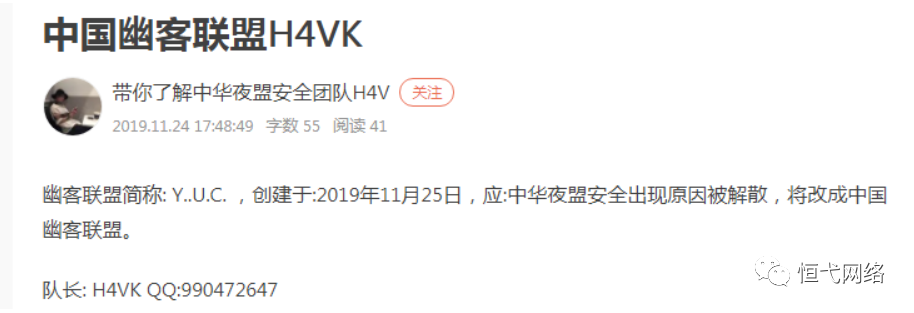 中国幽客联盟H4VK
带你了解中华夜盟安全团队H4V 关注
2019.11.24 17:48:49 字数 55 阅读 41
幽客联盟简称: Y..U.C. ，创建于:2019年11月25日，应:中华夜盟安全出现原因被解散，将改成中国
幽客联盟。
队长: H4VK QQ:990472647
恒弋网络